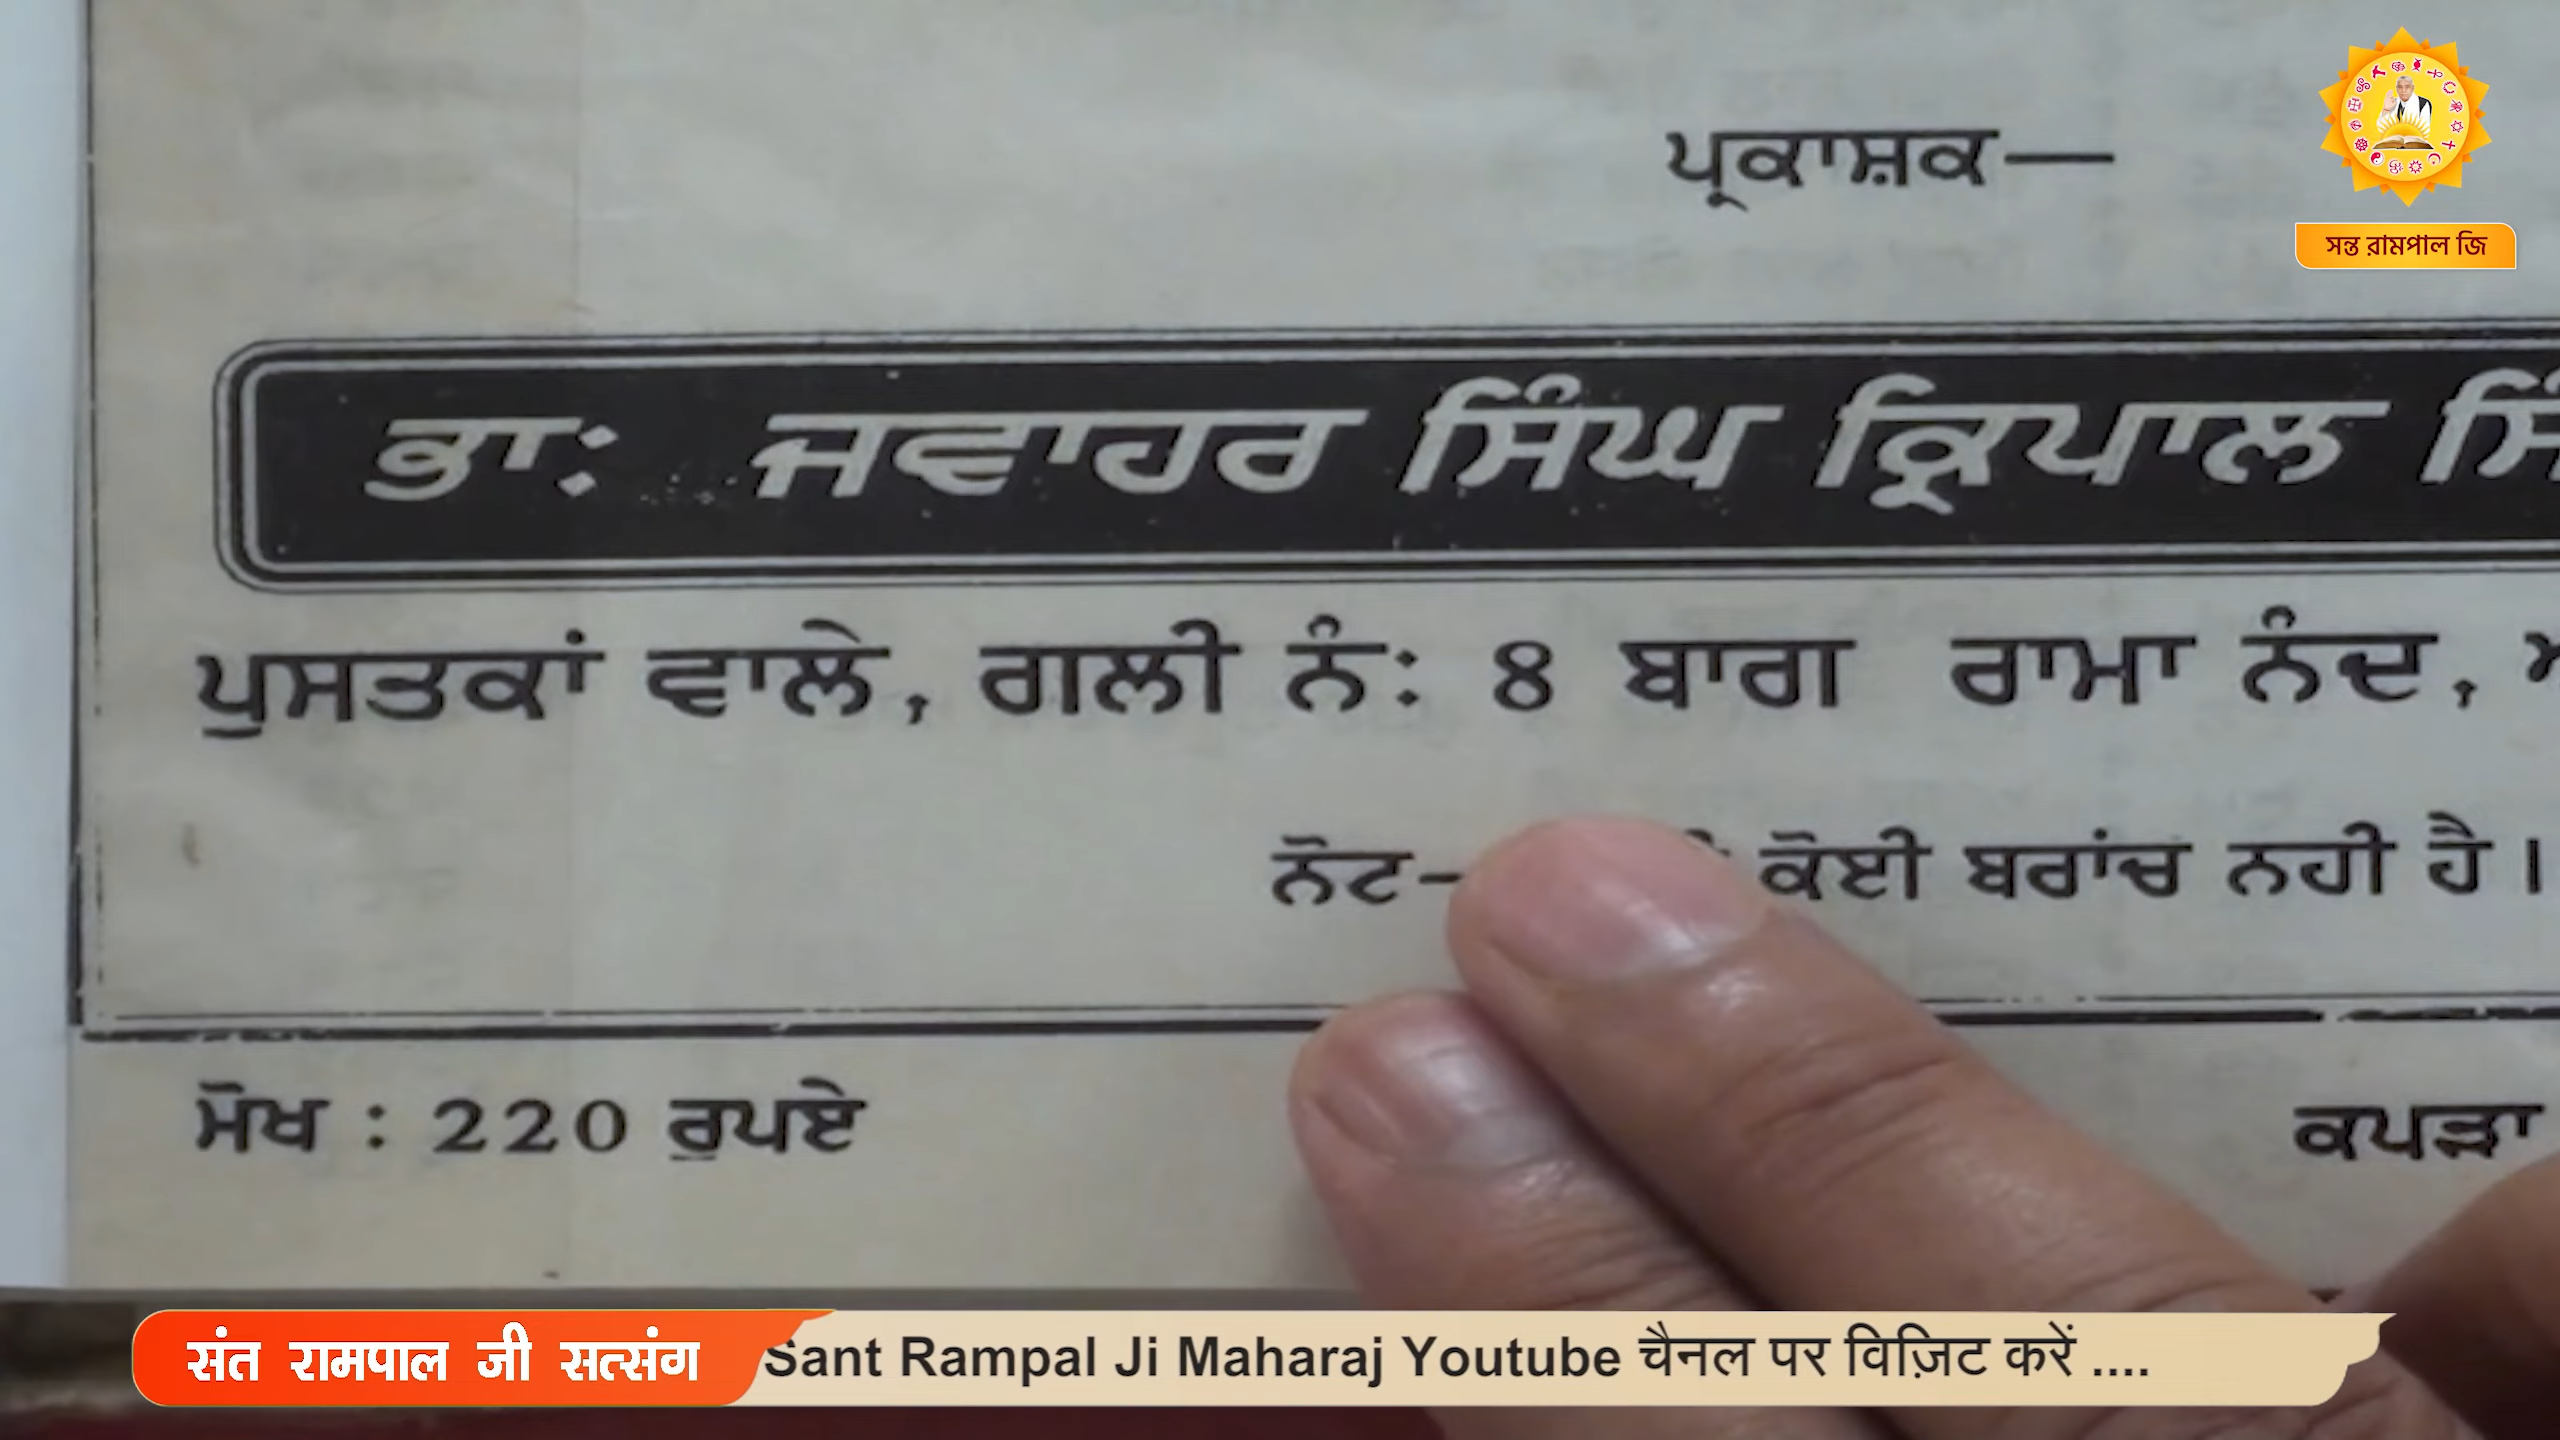 ਪ੍ਰਕਾਸ਼ਕ—
সন্ত রামপাল জি
ਭਾ: ਜਵਾਹਰ ਸਿੰਘ ਕ੍ਰਿਪਾਲ
ਪੁਸਤਕਾਂ ਵਾਲੇ, ਗਲੀ ਨੰ: 8 ਬਾਗ ਰਾਮਾ ਨੰਦ,
ਨੋਟ- ਕੋਈ ਬਰਾਂਚ ਨਹੀ ਹੈ।
ਮੋਖ : 220 ਰੁਪਏ
ਕਪੜਾ
संत रामपाल जी सत्संग
Sant Rampal Ji Maharaj Youtube चैनल पर विज़िट करें ....